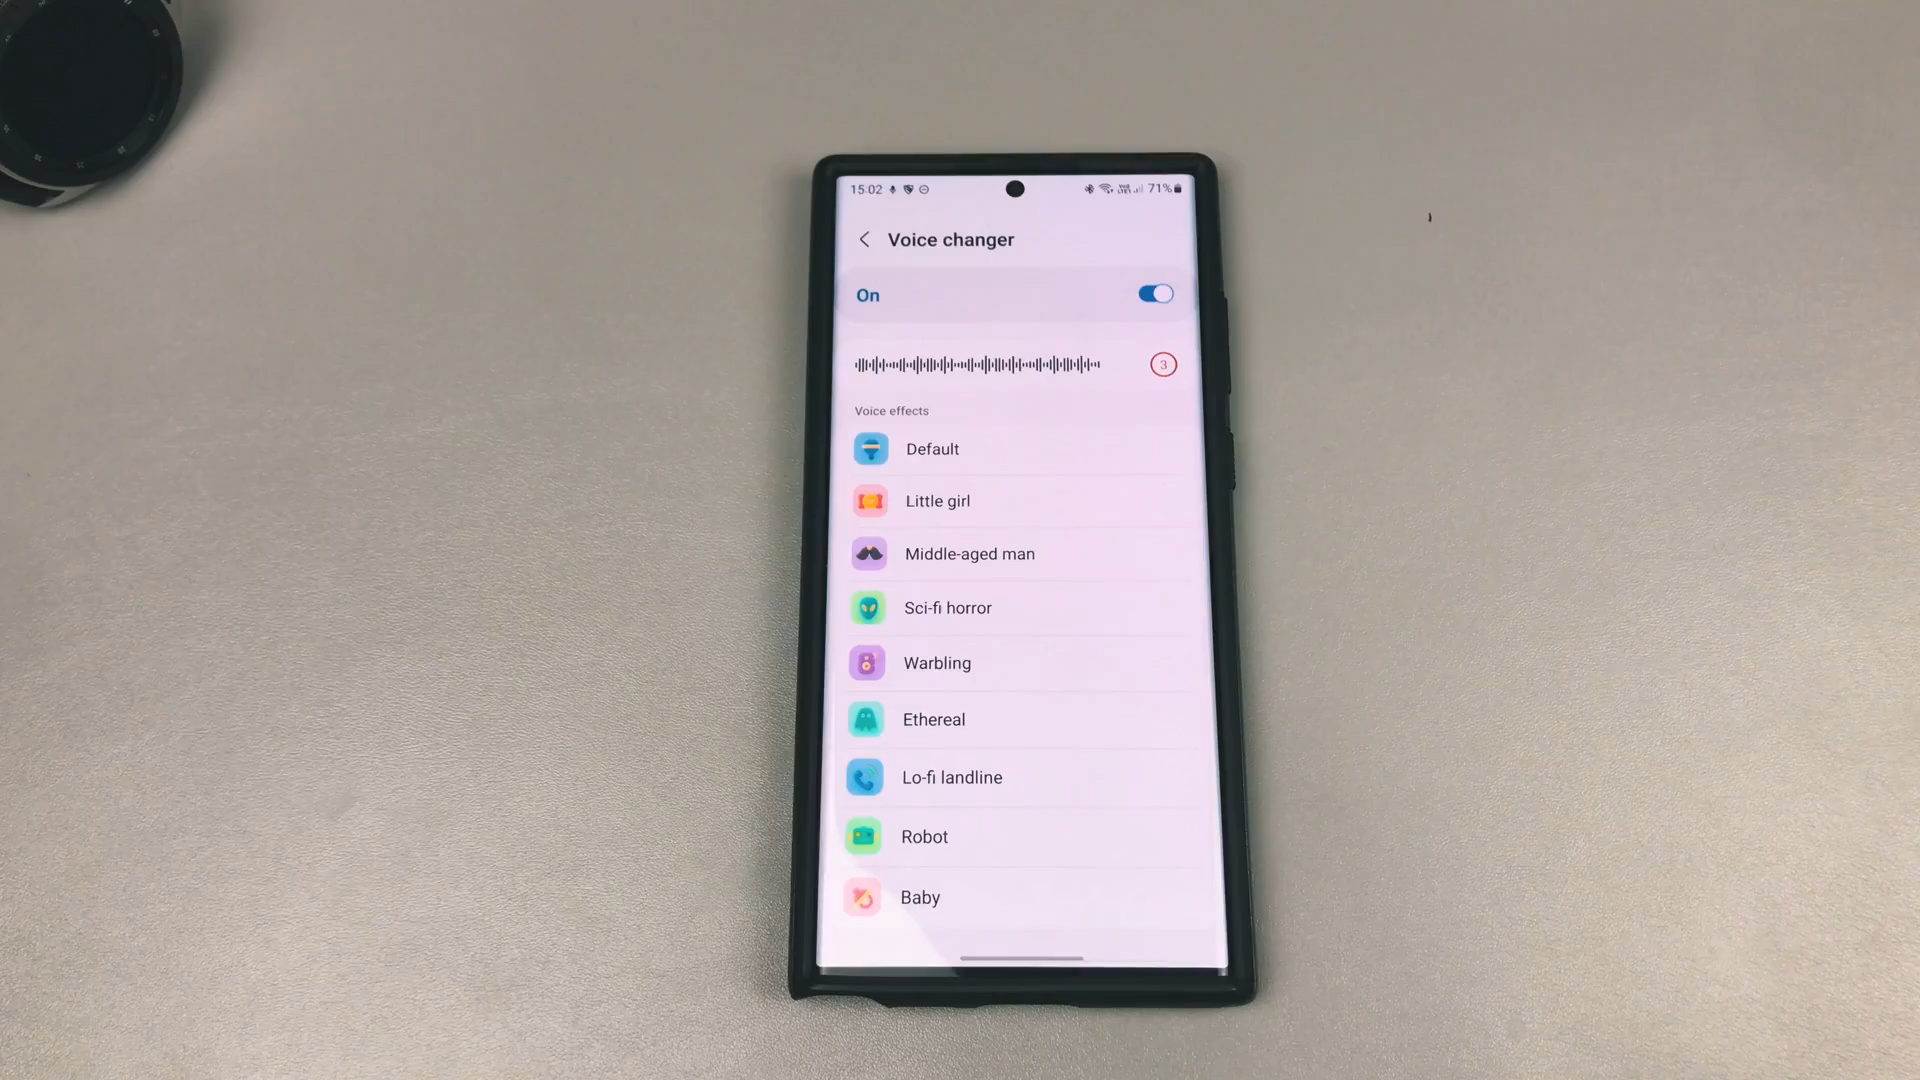 15:02 71%
Voice changer
On
3
Voice effects
Default
Little girl
Middle-aged man
Sci-fi horror
Warbling
Ethereal
Lo-fi landline
Robot
Baby